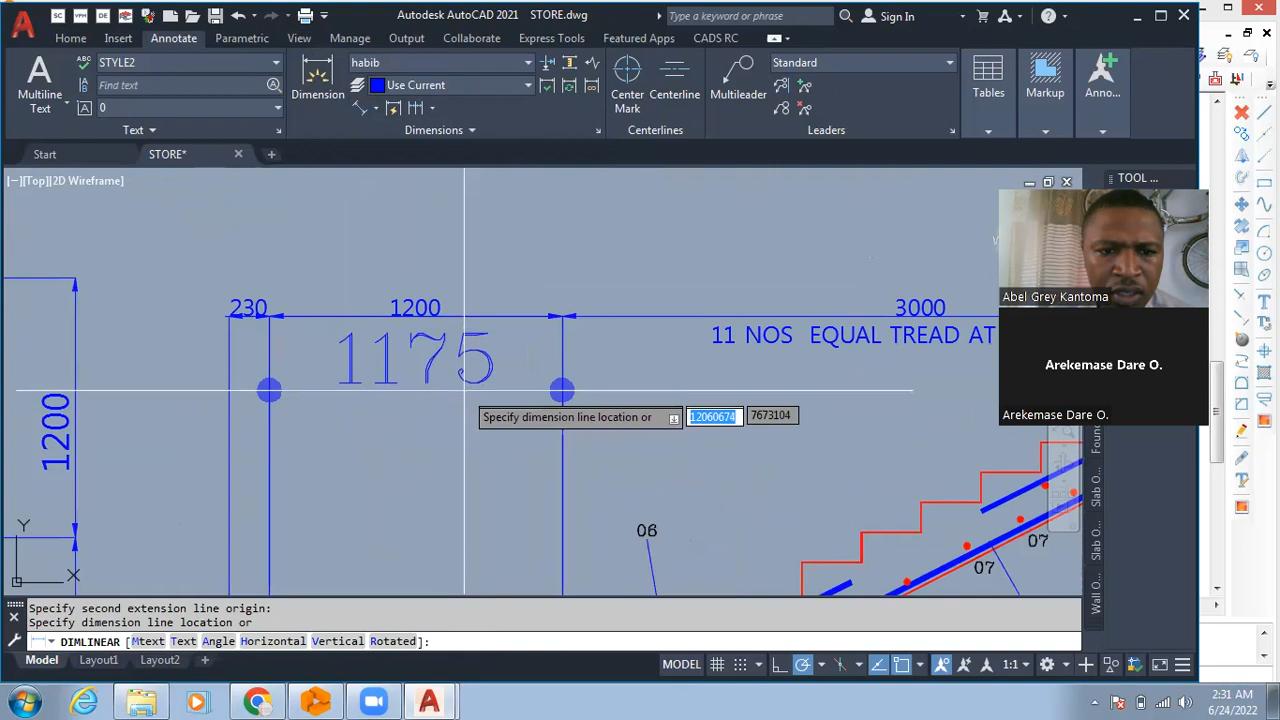 Autodesk AutoCAD 2021 STORE.dwg
Type a keyword or phrase
Sign In
Home Insert Annotate Parametric View Manage Output Collaborate Express Tools Featured Apps CADS RC
STYLE2
Find text
0
Multiline
Text
Text
Dimension
habib
Use Current
Dimensions
Center
Mark
Centerline
Centerlines
Multileader
Standard
Leaders
Tables
Markup
Anno...
Start STORE*
[−][Top][2D Wireframe]
TOOL ...
Abel Grey Kantoma
Arekemase Dare O.
Arekemase Dare O.
230 1200 3000
11 NOS EQUAL TREAD AT
1175
1200
Specify dimension line location or 12060674 7673104
06
07
07
Y
X
Slab O...
Slab O...
Wall O...
Specify second extension line origin:
Specify dimension line location or
DIMLINEAR [Mtext Text Angle Horizontal Vertical Rotated]:
Model Layout1 Layout2
MODEL 1:1
2:31 AM
6/24/2022